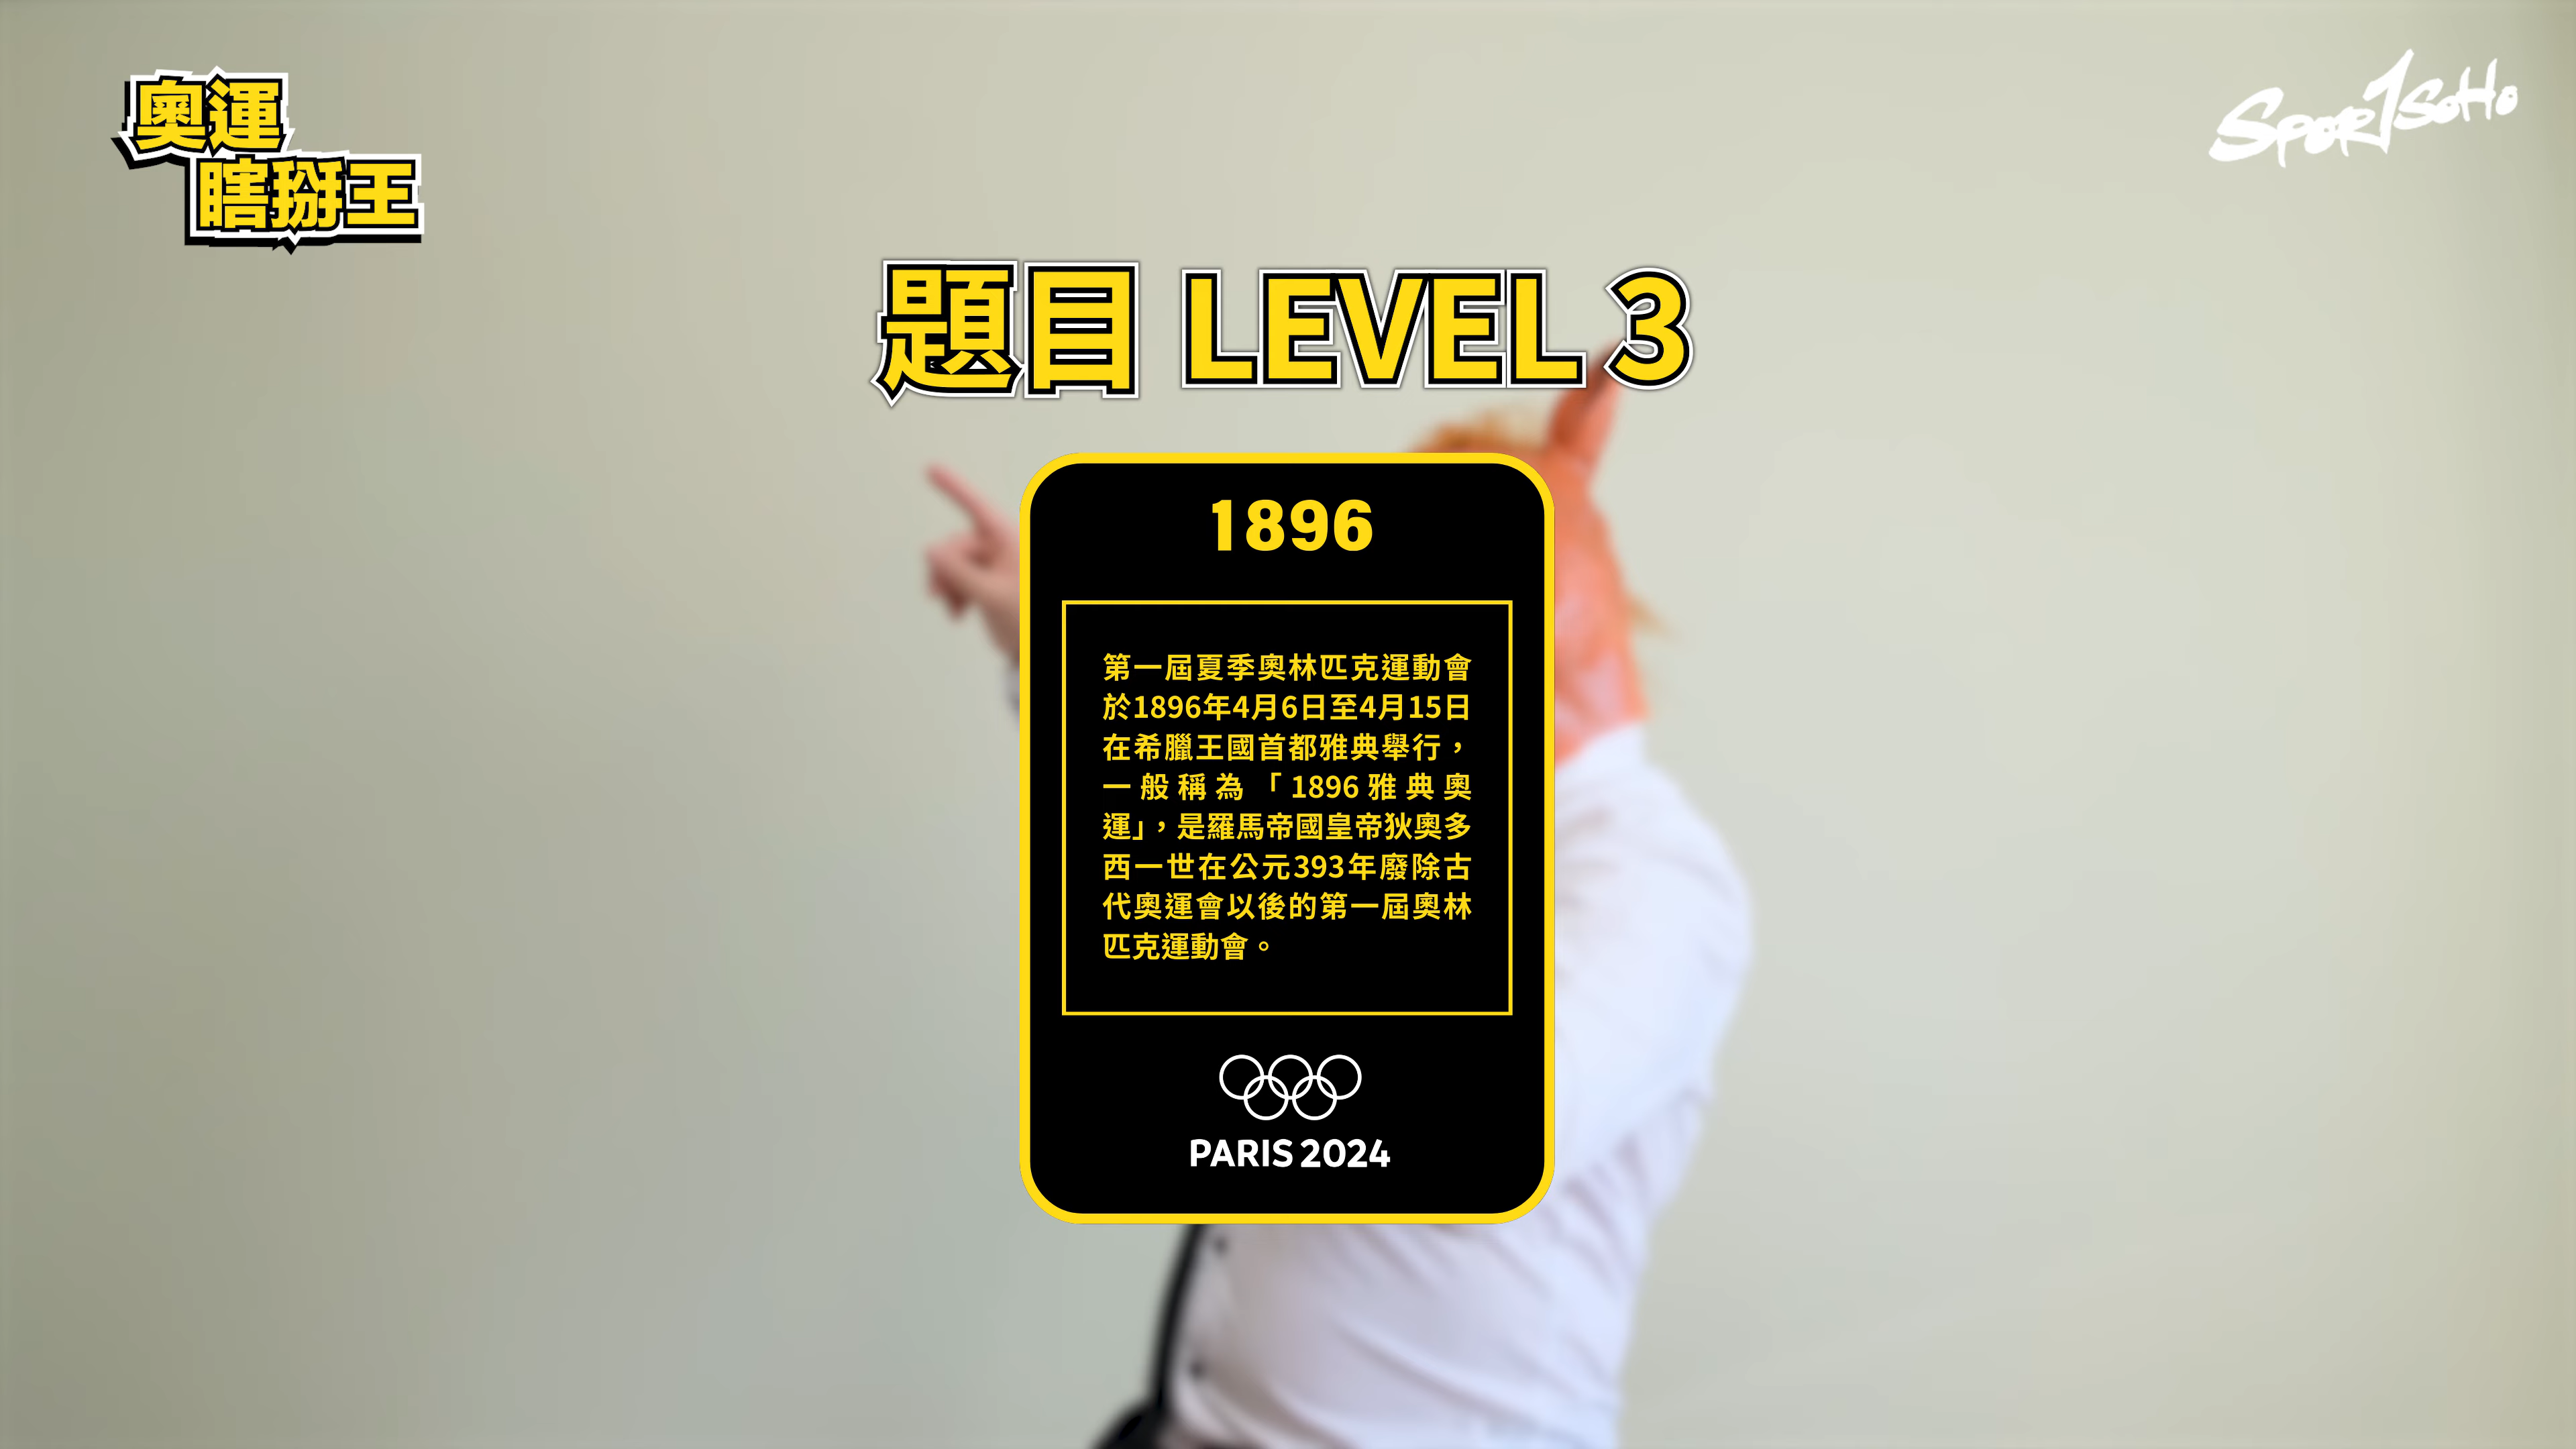 奧運
瞎掰王
SPORTSOHO
題目 LEVEL 3
1896
第一屆夏季奧林匹克運動會
於1896年4月6日至4月15日
在希臘王國首都雅典舉行，
一般稱為「1896雅典奧
運」，是羅馬帝國皇帝狄奧多
西一世在公元393年廢除古
代奧運會以後的第一屆奧林
匹克運動會。
PARIS 2024